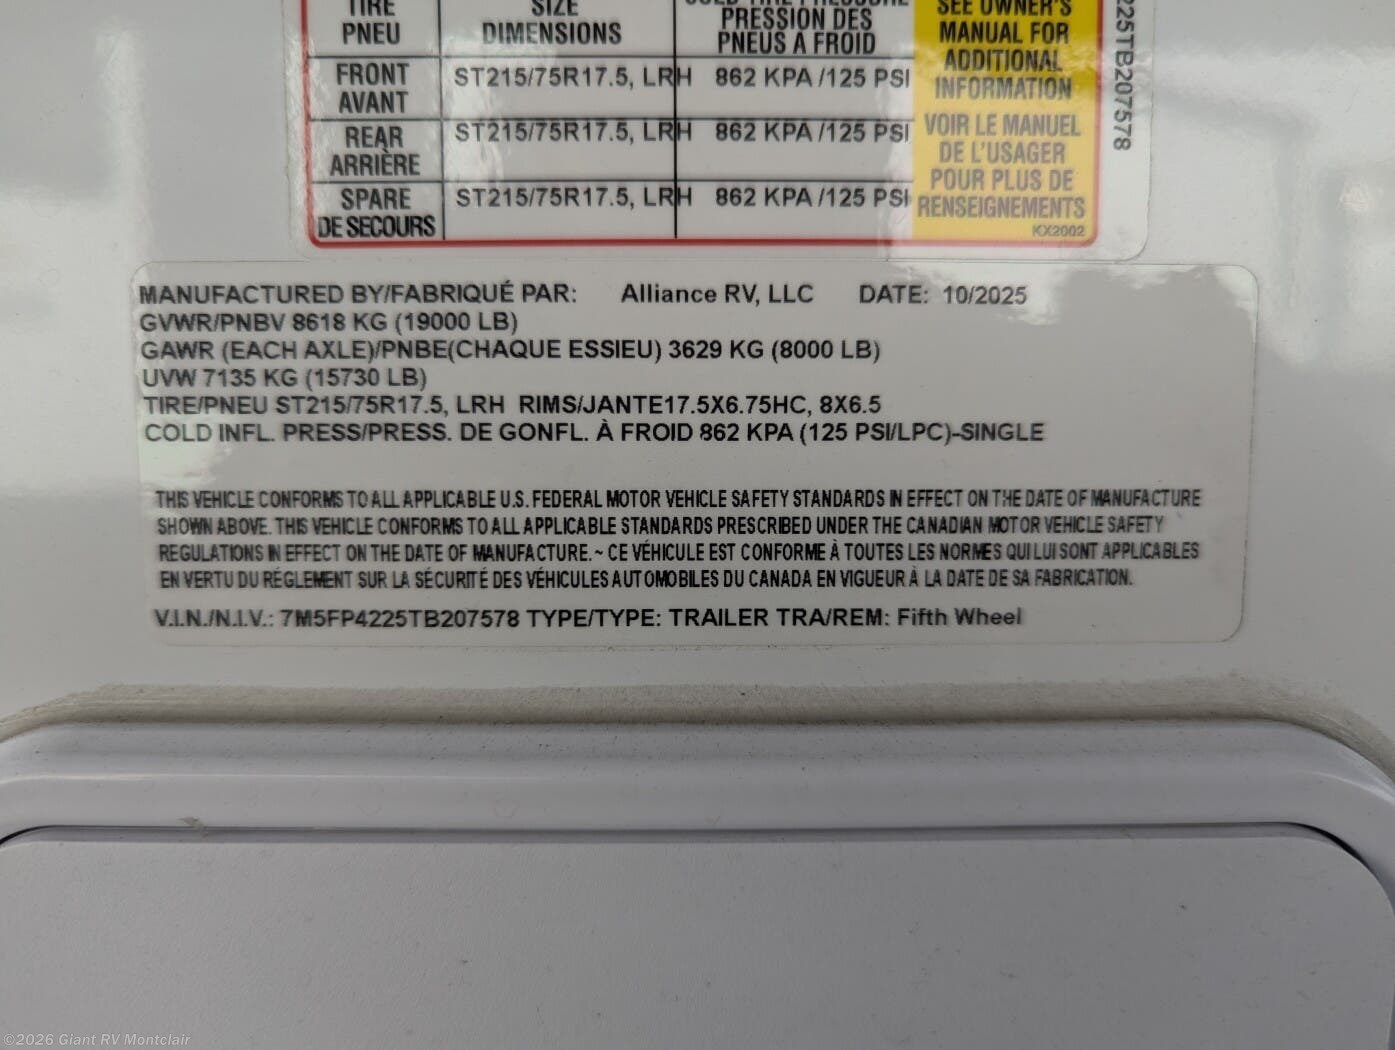 TIRE
PNEU
SIZE
DIMENSIONS
COLD TIRE PRESSURE
PRESSION DES
PNEUS A FROID
SEE OWNER'S
MANUAL FOR
ADDITIONAL
INFORMATION
VOIR LE MANUEL
DE L'USAGER
POUR PLUS DE
RENSEIGNEMENTS
KX2002
225TB207578
FRONT
AVANT
ST215/75R17.5, LRH 862 KPA /125 PSI
REAR
ARRIÈRE
ST215/75R17.5, LRH 862 KPA /125 PSI
SPARE
DE SECOURS
ST215/75R17.5, LRH 862 KPA /125 PSI
MANUFACTURED BY/FABRIQUÉ PAR: Alliance RV, LLC DATE: 10/2025
GVWR/PNBV 8618 KG (19000 LB)
GAWR (EACH AXLE)/PNBE(CHAQUE ESSIEU) 3629 KG (8000 LB)
UVW 7135 KG (15730 LB)
TIRE/PNEU ST215/75R17.5, LRH RIMS/JANTE17.5X6.75HC, 8X6.5
COLD INFL. PRESS/PRESS. DE GONFL. À FROID 862 KPA (125 PSI/LPC)-SINGLE
THIS VEHICLE CONFORMS TO ALL APPLICABLE U.S. FEDERAL MOTOR VEHICLE SAFETY STANDARDS IN EFFECT ON THE DATE OF MANUFACTURE
SHOWN ABOVE. THIS VEHICLE CONFORMS TO ALL APPLICABLE STANDARDS PRESCRIBED UNDER THE CANADIAN MOTOR VEHICLE SAFETY
REGULATIONS IN EFFECT ON THE DATE OF MANUFACTURE. ~ CE VÉHICULE EST CONFORME À TOUTES LES NORMES QUI LUI SONT APPLICABLES
EN VERTU DU RÉGLEMENT SUR LA SÉCURITÉ DES VÉHICULES AUTOMOBILES DU CANADA EN VIGUEUR À LA DATE DE SA FABRICATION.
V.I.N./N.I.V.: 7M5FP4225TB207578 TYPE/TYPE: TRAILER TRA/REM: Fifth Wheel
©2026 Giant RV Montclair